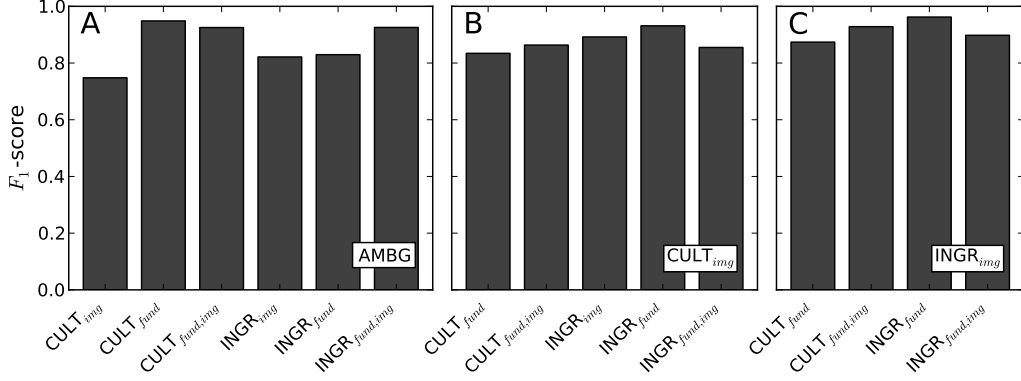 A
B
C
1.0
0.8
0.6
0.4
0.2
0.0
F1-score
AMBG
CULTimg
INGRimg
CULTimg
CULTfund
CULTfund,img
INGRimg
INGRfund
INGRfund,img
CULTfund
CULTfund,img
INGRimg
INGRfund
INGRfund,img
CULTfund
CULTfund,img
INGRfund
INGRfund,img